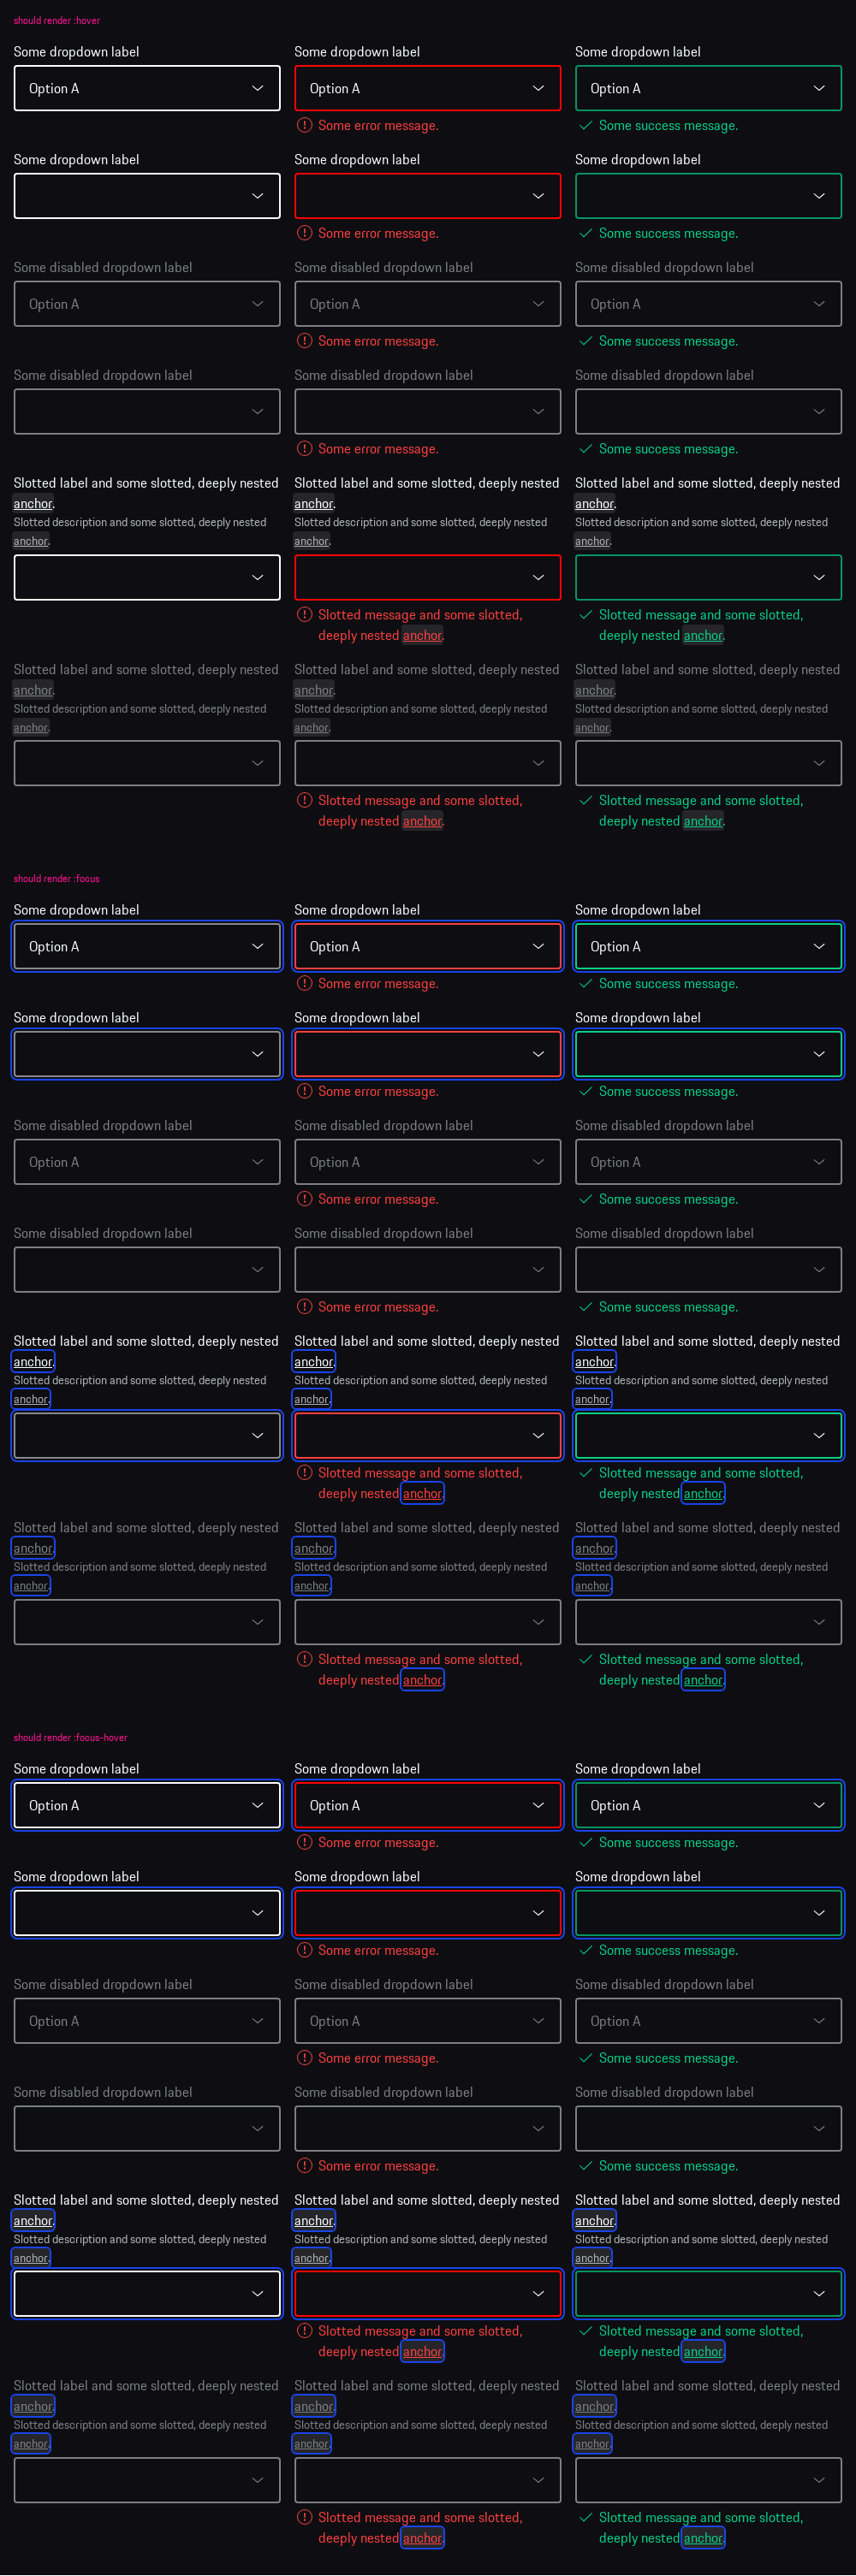 should render :hover
Some dropdown label Some dropdown label Some dropdown label
Option A Option A Option A
Some error message. Some success message.
Some dropdown label Some dropdown label Some dropdown label
Some error message. Some success message.
Some disabled dropdown label Some disabled dropdown label Some disabled dropdown label
Option A Option A Option A
Some error message. Some success message.
Some disabled dropdown label Some disabled dropdown label Some disabled dropdown label
Some error message. Some success message.
Slotted label and some slotted, deeply nested Slotted label and some slotted, deeply nested Slotted label and some slotted, deeply nested
anchor. anchor. anchor.
Slotted description and some slotted, deeply nested Slotted description and some slotted, deeply nested Slotted description and some slotted, deeply nested
anchor. anchor. anchor.
Slotted message and some slotted, Slotted message and some slotted,
deeply nested anchor. deeply nested anchor.
Slotted label and some slotted, deeply nested Slotted label and some slotted, deeply nested Slotted label and some slotted, deeply nested
anchor. anchor. anchor.
Slotted description and some slotted, deeply nested Slotted description and some slotted, deeply nested Slotted description and some slotted, deeply nested
anchor. anchor. anchor.
Slotted message and some slotted, Slotted message and some slotted,
deeply nested anchor. deeply nested anchor.
should render :focus
Some dropdown label Some dropdown label Some dropdown label
Option A Option A Option A
Some error message. Some success message.
Some dropdown label Some dropdown label Some dropdown label
Some error message. Some success message.
Some disabled dropdown label Some disabled dropdown label Some disabled dropdown label
Option A Option A Option A
Some error message. Some success message.
Some disabled dropdown label Some disabled dropdown label Some disabled dropdown label
Some error message. Some success message.
Slotted label and some slotted, deeply nested Slotted label and some slotted, deeply nested Slotted label and some slotted, deeply nested
anchor. anchor. anchor.
Slotted description and some slotted, deeply nested Slotted description and some slotted, deeply nested Slotted description and some slotted, deeply nested
anchor. anchor. anchor.
Slotted message and some slotted, Slotted message and some slotted,
deeply nested anchor. deeply nested anchor.
Slotted label and some slotted, deeply nested Slotted label and some slotted, deeply nested Slotted label and some slotted, deeply nested
anchor. anchor. anchor.
Slotted description and some slotted, deeply nested Slotted description and some slotted, deeply nested Slotted description and some slotted, deeply nested
anchor. anchor. anchor.
Slotted message and some slotted, Slotted message and some slotted,
deeply nested anchor. deeply nested anchor.
should render :focus-hover
Some dropdown label Some dropdown label Some dropdown label
Option A Option A Option A
Some error message. Some success message.
Some dropdown label Some dropdown label Some dropdown label
Some error message. Some success message.
Some disabled dropdown label Some disabled dropdown label Some disabled dropdown label
Option A Option A Option A
Some error message. Some success message.
Some disabled dropdown label Some disabled dropdown label Some disabled dropdown label
Some error message. Some success message.
Slotted label and some slotted, deeply nested Slotted label and some slotted, deeply nested Slotted label and some slotted, deeply nested
anchor. anchor. anchor.
Slotted description and some slotted, deeply nested Slotted description and some slotted, deeply nested Slotted description and some slotted, deeply nested
anchor. anchor. anchor.
Slotted message and some slotted, Slotted message and some slotted,
deeply nested anchor. deeply nested anchor.
Slotted label and some slotted, deeply nested Slotted label and some slotted, deeply nested Slotted label and some slotted, deeply nested
anchor. anchor. anchor.
Slotted description and some slotted, deeply nested Slotted description and some slotted, deeply nested Slotted description and some slotted, deeply nested
anchor. anchor. anchor.
Slotted message and some slotted, Slotted message and some slotted,
deeply nested anchor. deeply nested anchor.